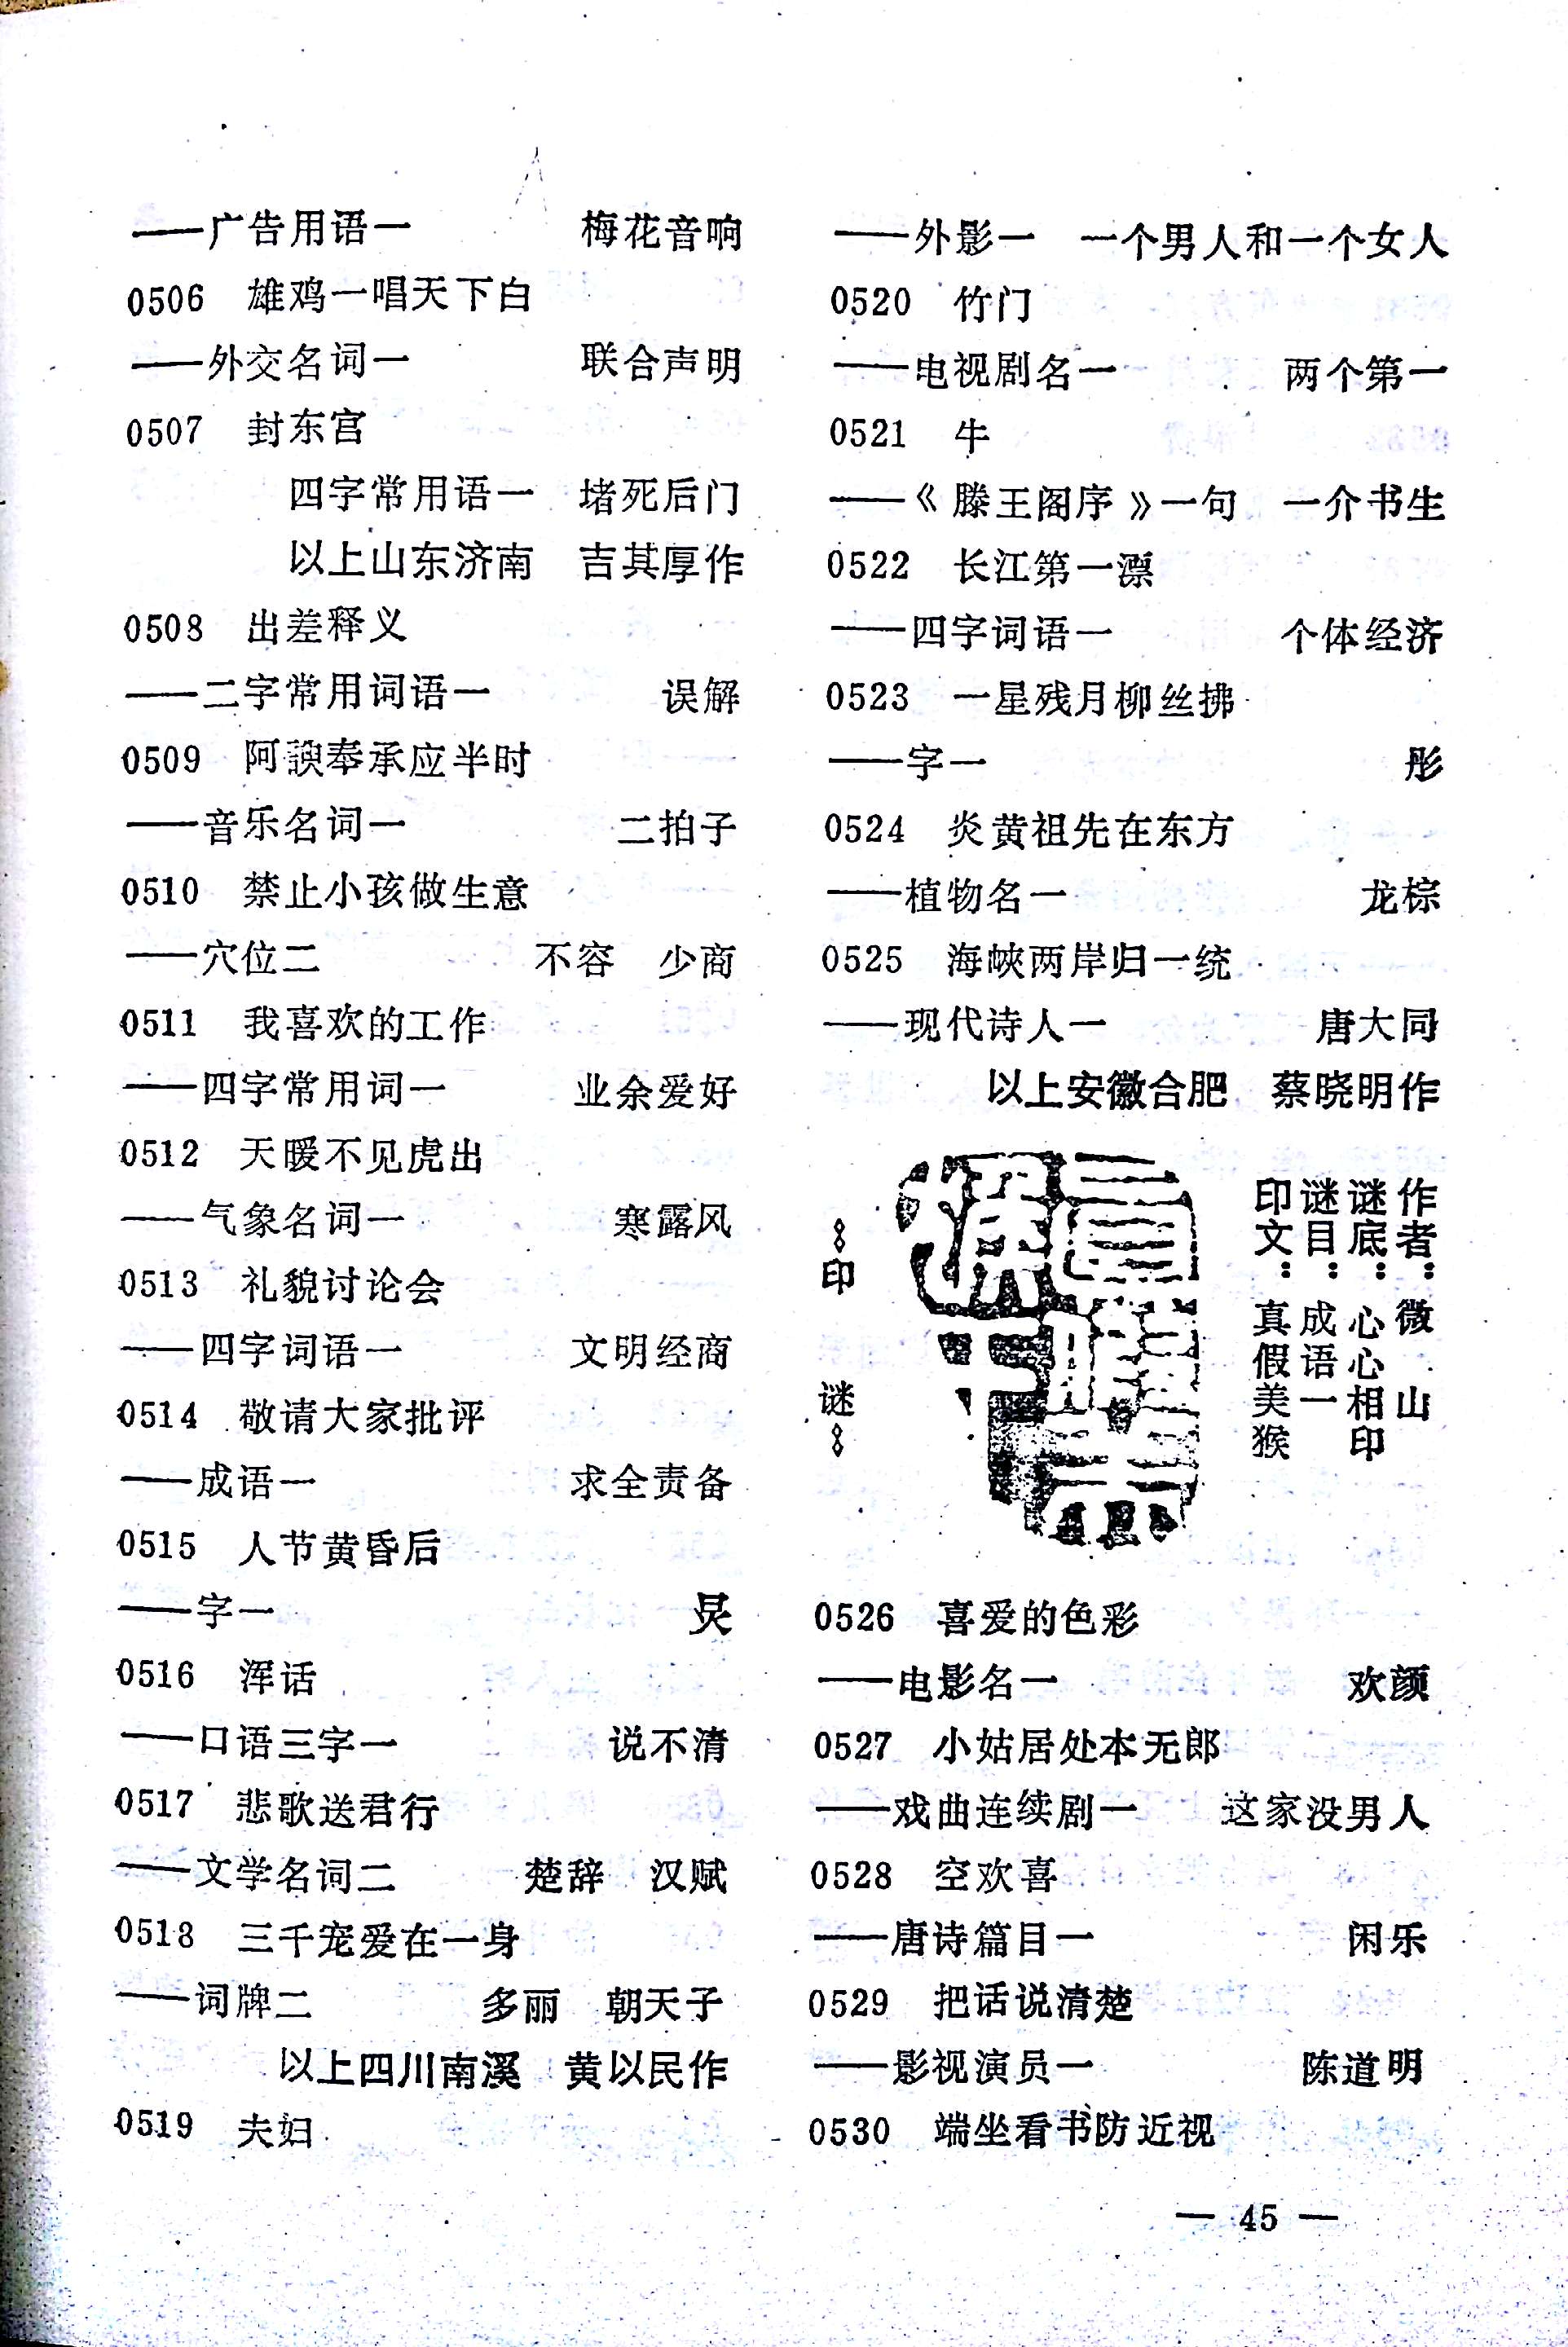 ——广告用语一 梅花音响
0506 雄鸡一唱天下白
——外交名词一 联合声明
0507 封东宫
四字常用语一 堵死后门
以上山东济南 吉其厚作
0508 出差释义
——二字常用词语一 误解
0509 阿谀奉承应半时
——音乐名词一 二拍子
0510 禁止小孩做生意
——穴位二 不容 少商
0511 我喜欢的工作
——四字常用词一 业余爱好
0512 天暖不见虎出
——气象名词一 寒露风
0513 礼貌讨论会
——四字词语一 文明经商
0514 敬请大家批评
——成语一 求全责备
0515 人节黄昏后
——字一 炅
0516 浑话
——口语三字一 说不清
0517 悲歌送君行
——文学名词二 楚辞 汉赋
0518 三千宠爱在一身
——词牌二 多丽 朝天子
以上四川南溪 黄以民作
0519 夫妇
——外影一 一个男人和一个女人
0520 竹门
——电视剧名一 两个第一
0521 牛
——《滕王阁序》一句 一介书生
0522 长江第一漂
——四字词语一 个体经济
0523 一星残月柳丝拂
——字一 彤
0524 炎黄祖先在东方
——植物名一 龙棕
0525 海峡两岸归一统
——现代诗人一 唐大同
以上安徽合肥 蔡晓明作
印谜
作者：微山
谜底：心心相印
谜目：成语一
印文：真假美猴
0526 喜爱的色彩
——电影名一 欢颜
0527 小姑居处本无郎
——戏曲连续剧一 这家没男人
0528 空欢喜
——唐诗篇目一 闲乐
0529 把话说清楚
——影视演员一 陈道明
0530 端坐看书防近视
— 45 —